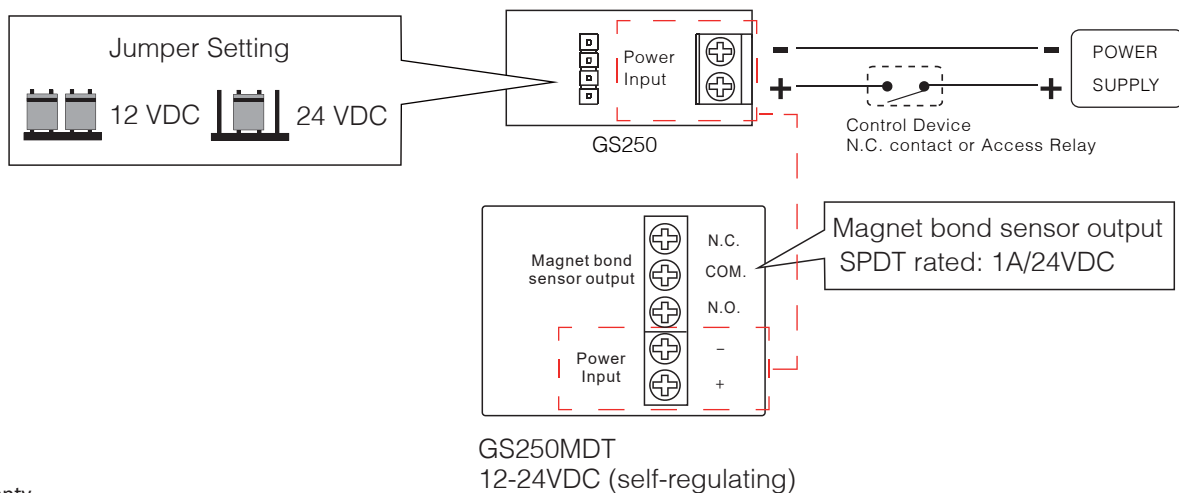 Jumper Setting
12 VDC
24 VDC
Power
Input
GS250
-
+
-
+
POWER
SUPPLY
Control Device
N.C. contact or Access Relay
Magnet bond
sensor output
N.C.
COM.
N.O.
Power
Input
−
+
Magnet bond sensor output
SPDT rated: 1A/24VDC
GS250MDT
12-24VDC (self-regulating)